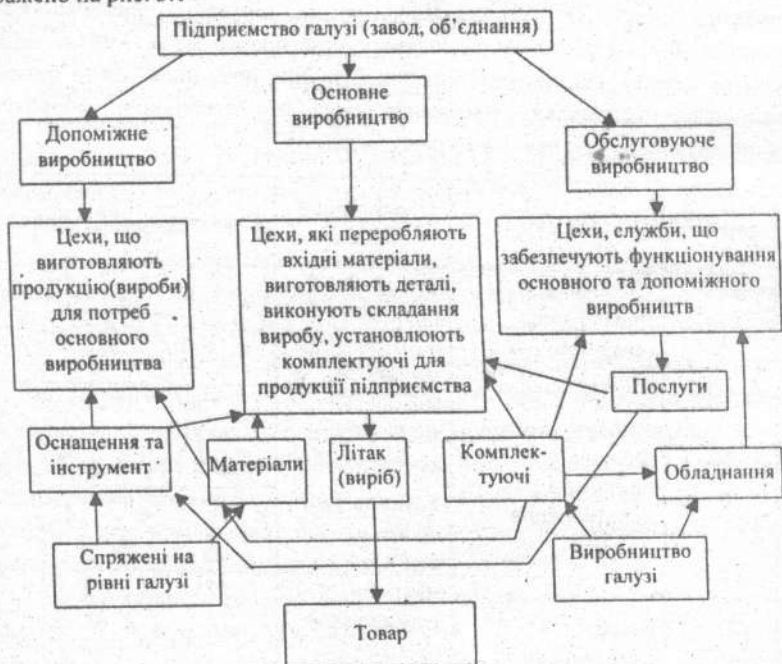 Підприємство галузі (завод, об'єднання)
Основне
виробництво
Допоміжне
виробництво
Обслуговуюче
виробництво
Цехи, що
виготовляють
продукцію(вироби)
для потреб
основного
виробництва
Цехи, які переробляють
вхідні матеріали,
виготовляють деталі,
виконують складання
виробу, установлюють
комплектуючі для
продукції підприємства
Цехи, служби, що
забезпечують функціонування
основного та допоміжного
виробництв
Послуги
Оснащення та
інструмент
Матеріали
Літак
(виріб)
Комплек-
туючі
Обладнання
Спряжені на
рівні галузі
Виробництво
галузі
Товар